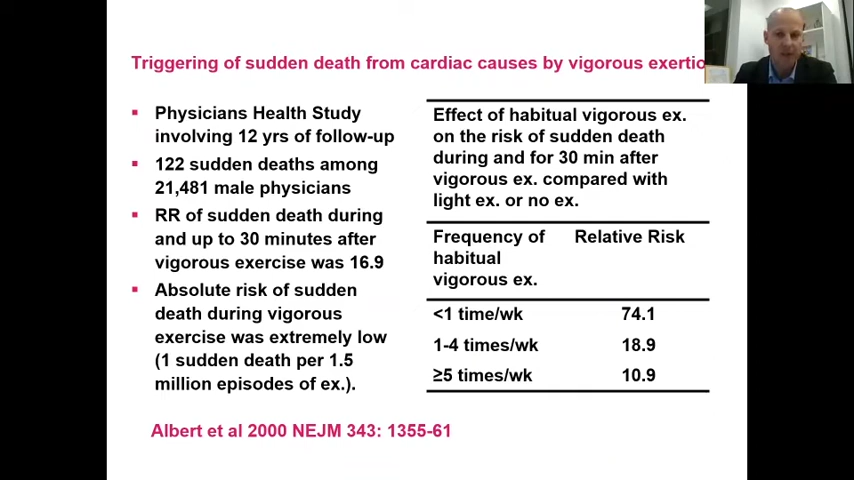 Triggering of sudden death from cardiac causes by vigorous exertio
▪ Physicians Health Study
involving 12 yrs of follow-up
▪ 122 sudden deaths among
21,481 male physicians
▪ RR of sudden death during
and up to 30 minutes after
vigorous exercise was 16.9
▪ Absolute risk of sudden
death during vigorous
exercise was extremely low
(1 sudden death per 1.5
million episodes of ex.).
Effect of habitual vigorous ex.
on the risk of sudden death
during and for 30 min after
vigorous ex. compared with
light ex. or no ex.
Frequency of Relative Risk
habitual
vigorous ex.
<1 time/wk 74.1
1-4 times/wk 18.9
≥5 times/wk 10.9
Albert et al 2000 NEJM 343: 1355-61